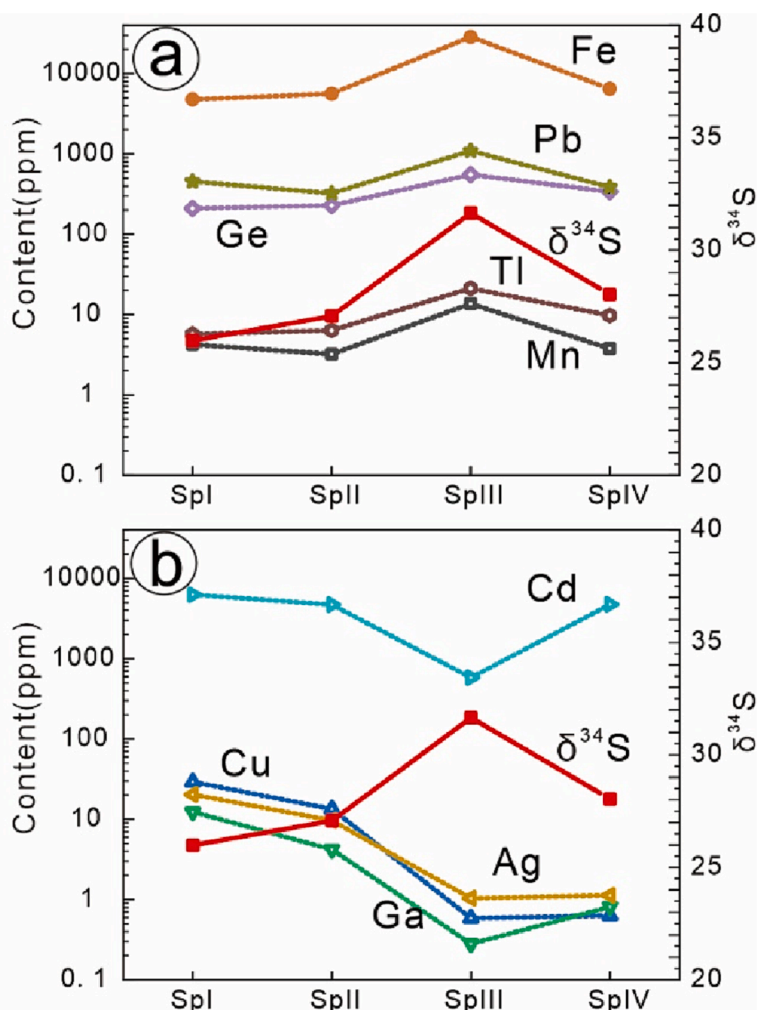 a
40
Fe
10000
35
Pb
1000
Ge
δ³⁴S
100
30
Content(ppm)
δ³⁴S
Tl
10
Mn
25
1
0.1
20
SpI SpII SpIII SpIV
b
40
Cd
10000
35
1000
Cu
δ³⁴S
100
30
Content(ppm)
δ³⁴S
10
Ag
25
1
Ga
0.1
20
SpI SpII SpIII SpIV